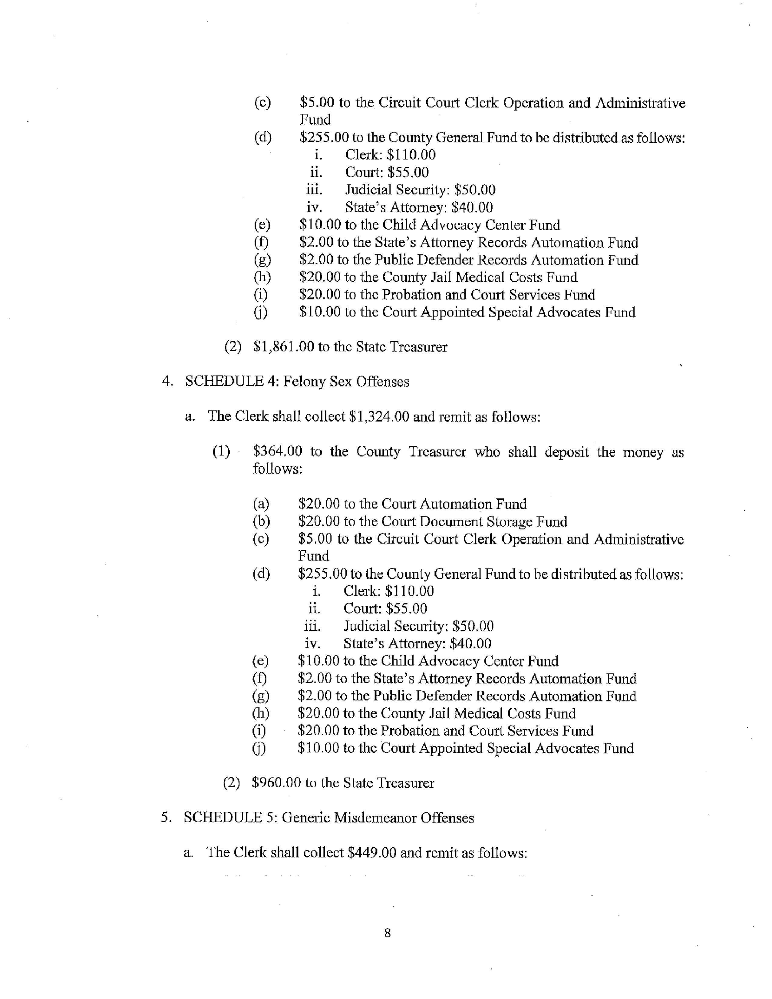 (c) $5.00 to the Circuit Court Clerk Operation and Administrative
Fund
(d) $255.00 to the County General Fund to be distributed as follows:
i. Clerk: $110.00
ii. Court: $55.00
iii. Judicial Security: $50.00
iv. State's Attorney: $40.00
(e) $10.00 to the Child Advocacy Center Fund
(f) $2.00 to the State's Attorney Records Automation Fund
(g) $2.00 to the Public Defender Records Automation Fund
(h) $20.00 to the County Jail Medical Costs Fund
(i) $20.00 to the Probation and Court Services Fund
(j) $10.00 to the Court Appointed Special Advocates Fund
(2) $1,861.00 to the State Treasurer
4. SCHEDULE 4: Felony Sex Offenses
a. The Clerk shall collect $1,324.00 and remit as follows:
(1) $364.00 to the County Treasurer who shall deposit the money as
follows:
(a) $20.00 to the Court Automation Fund
(b) $20.00 to the Court Document Storage Fund
(c) $5.00 to the Circuit Court Clerk Operation and Administrative
Fund
(d) $255.00 to the County General Fund to be distributed as follows:
i. Clerk: $110.00
ii. Court: $55.00
iii. Judicial Security: $50.00
iv. State's Attorney: $40.00
(e) $10.00 to the Child Advocacy Center Fund
(f) $2.00 to the State's Attorney Records Automation Fund
(g) $2.00 to the Public Defender Records Automation Fund
(h) $20.00 to the County Jail Medical Costs Fund
(i) $20.00 to the Probation and Court Services Fund
(j) $10.00 to the Court Appointed Special Advocates Fund
(2) $960.00 to the State Treasurer
5. SCHEDULE 5: Generic Misdemeanor Offenses
a. The Clerk shall collect $449.00 and remit as follows:
8